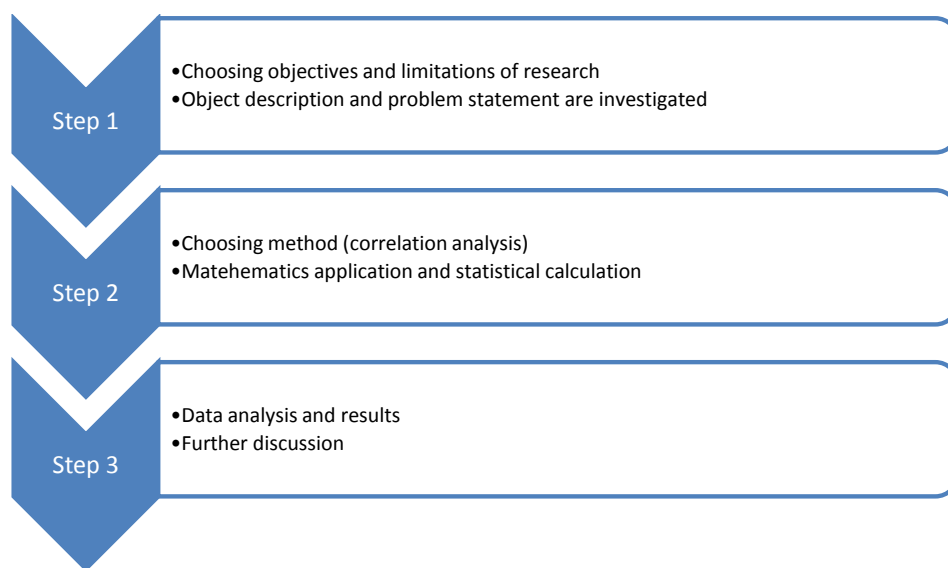 Step 1
•Choosing objectives and limitations of research
•Object description and problem statement are investigated
Step 2
•Choosing method (correlation analysis)
•Matehematics application and statistical calculation
Step 3
•Data analysis and results
•Further discussion